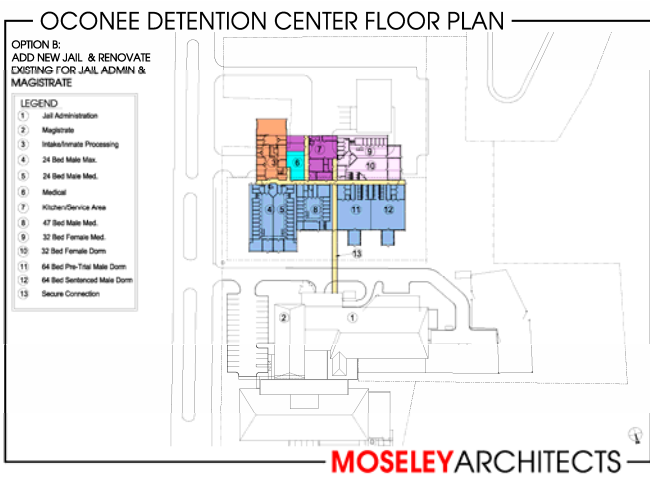 OCONEE DETENTION CENTER FLOOR PLAN
OPTION B:
ADD NEW JAIL & RENOVATE
EXISTING FOR JAIL ADMIN &
MAGISTRATE
LEGEND
1 Jail Administration
2 Magistrate
3 Intake/Inmate Processing
4 24 Bed Male Max.
5 24 Bed Male Med.
6 Medical
7 Kitchen/Service Area
8 47 Bed Male Med.
9 32 Bed Female Med.
10 32 Bed Female Dorm
11 64 Bed Pre-Trial Male Dorm
12 64 Bed Sentenced Male Dorm
13 Secure Connection
7
9
3
6
10
4
5
8
11
12
13
2
1
MOSELEYARCHITECTS